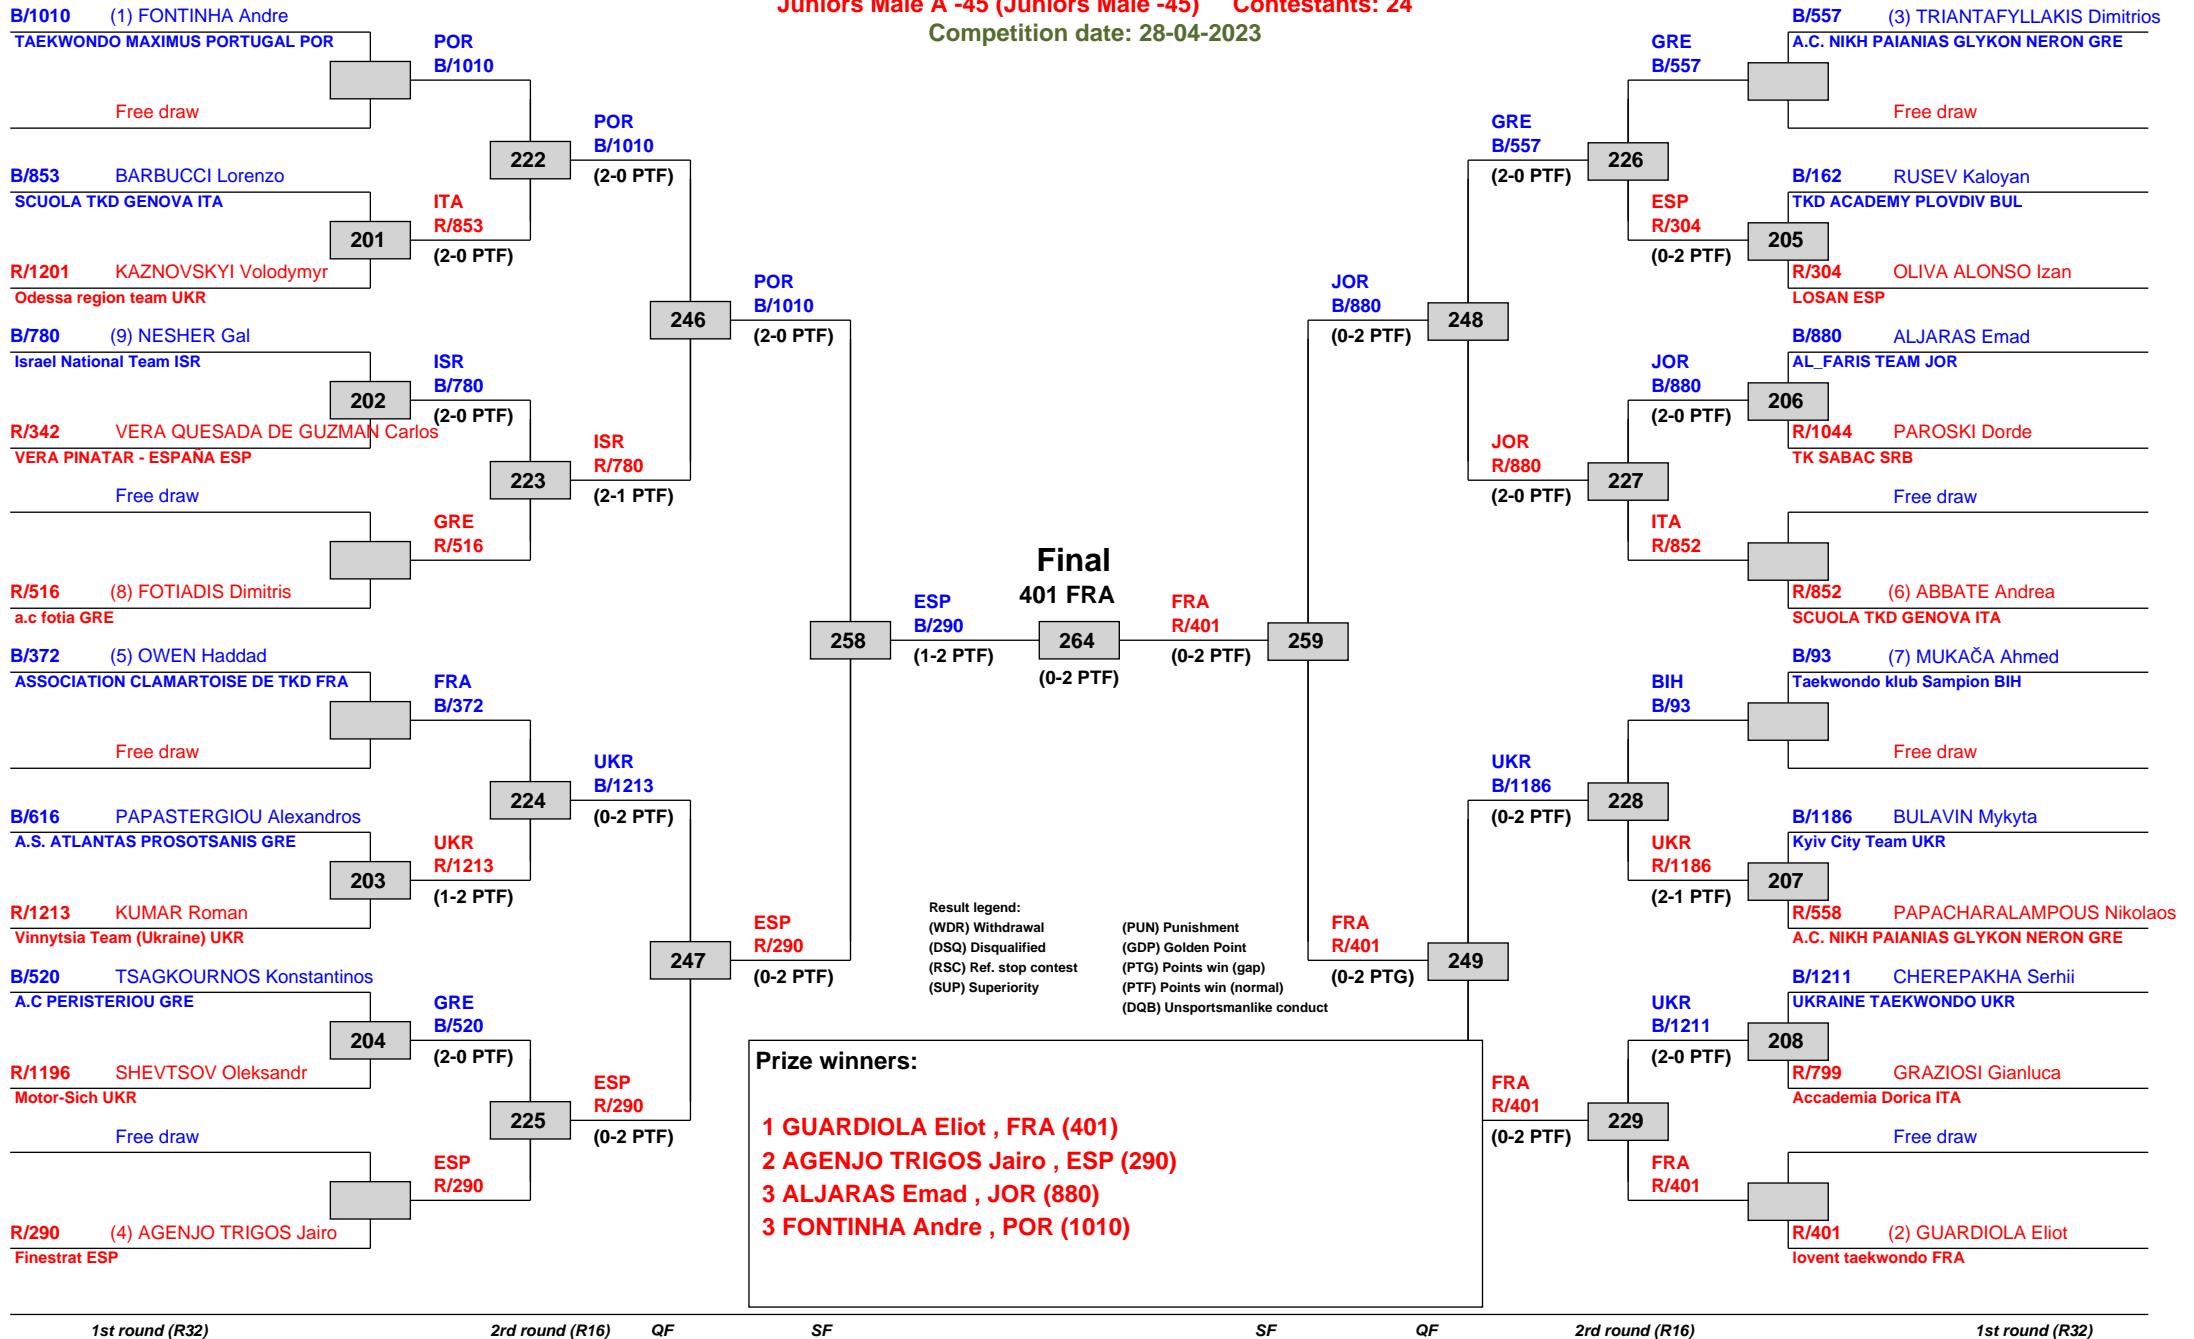 Juniors Male A -45 (Juniors Male -45) Contestants: 24
Competition date: 28-04-2023
B/1010 (1) FONTINHA Andre
TAEKWONDO MAXIMUS PORTUGAL POR
Free draw
B/853 BARBUCCI Lorenzo
SCUOLA TKD GENOVA ITA
R/1201 KAZNOVSKYI Volodymyr
Odessa region team UKR
B/780 (9) NESHER Gal
Israel National Team ISR
R/342 VERA QUESADA DE GUZMAN Carlos
VERA PINATAR - ESPAÑA ESP
Free draw
R/516 (8) FOTIADIS Dimitris
a.c fotia GRE
B/372 (5) OWEN Haddad
ASSOCIATION CLAMARTOISE DE TKD FRA
Free draw
B/616 PAPASTERGIOU Alexandros
A.S. ATLANTAS PROSOTSANIS GRE
R/1213 KUMAR Roman
Vinnytsia Team (Ukraine) UKR
B/520 TSAGKOURNOS Konstantinos
A.C PERISTERIOU GRE
R/1196 SHEVTSOV Oleksandr
Motor-Sich UKR
Free draw
R/290 (4) AGENJO TRIGOS Jairo
Finestrat ESP
201
202
203
204
POR
B/1010
ITA
R/853
(2-0 PTF)
ISR
B/780
(2-0 PTF)
GRE
R/516
FRA
B/372
UKR
R/1213
(1-2 PTF)
GRE
B/520
(2-0 PTF)
ESP
R/290
222
223
224
225
POR
B/1010
(2-0 PTF)
ISR
R/780
(2-1 PTF)
UKR
B/1213
(0-2 PTF)
ESP
R/290
(0-2 PTF)
246
247
POR
B/1010
(2-0 PTF)
ESP
R/290
(0-2 PTF)
258
ESP
B/290
(1-2 PTF)
Final
401 FRA
264
(0-2 PTF)
FRA
R/401
(0-2 PTF)
259
JOR
B/880
(0-2 PTF)
FRA
R/401
(0-2 PTG)
248
249
GRE
B/557
(2-0 PTF)
JOR
R/880
(2-0 PTF)
UKR
B/1186
(0-2 PTF)
FRA
R/401
(0-2 PTF)
226
227
228
229
GRE
B/557
ESP
R/304
(0-2 PTF)
JOR
B/880
(2-0 PTF)
ITA
R/852
BIH
B/93
UKR
R/1186
(2-1 PTF)
UKR
B/1211
(2-0 PTF)
FRA
R/401
205
206
207
208
B/557 (3) TRIANTAFYLLAKIS Dimitrios
A.C. NIKH PAIANIAS GLYKON NERON GRE
Free draw
B/162 RUSEV Kaloyan
TKD ACADEMY PLOVDIV BUL
R/304 OLIVA ALONSO Izan
LOSAN ESP
B/880 ALJARAS Emad
AL_FARIS TEAM JOR
R/1044 PAROSKI Dorde
TK SABAC SRB
Free draw
R/852 (6) ABBATE Andrea
SCUOLA TKD GENOVA ITA
B/93 (7) MUKAČA Ahmed
Taekwondo klub Sampion BIH
Free draw
B/1186 BULAVIN Mykyta
Kyiv City Team UKR
R/558 PAPACHARALAMPOUS Nikolaos
A.C. NIKH PAIANIAS GLYKON NERON GRE
B/1211 CHEREPAKHA Serhii
UKRAINE TAEKWONDO UKR
R/799 GRAZIOSI Gianluca
Accademia Dorica ITA
Free draw
R/401 (2) GUARDIOLA Eliot
lovent taekwondo FRA
Result legend:
(WDR) Withdrawal
(DSQ) Disqualified
(RSC) Ref. stop contest
(SUP) Superiority
(PUN) Punishment
(GDP) Golden Point
(PTG) Points win (gap)
(PTF) Points win (normal)
(DQB) Unsportsmanlike conduct
Prize winners:
1 GUARDIOLA Eliot , FRA (401)
2 AGENJO TRIGOS Jairo , ESP (290)
3 ALJARAS Emad , JOR (880)
3 FONTINHA Andre , POR (1010)
1st round (R32) 2rd round (R16) QF SF SF QF 2rd round (R16) 1st round (R32)